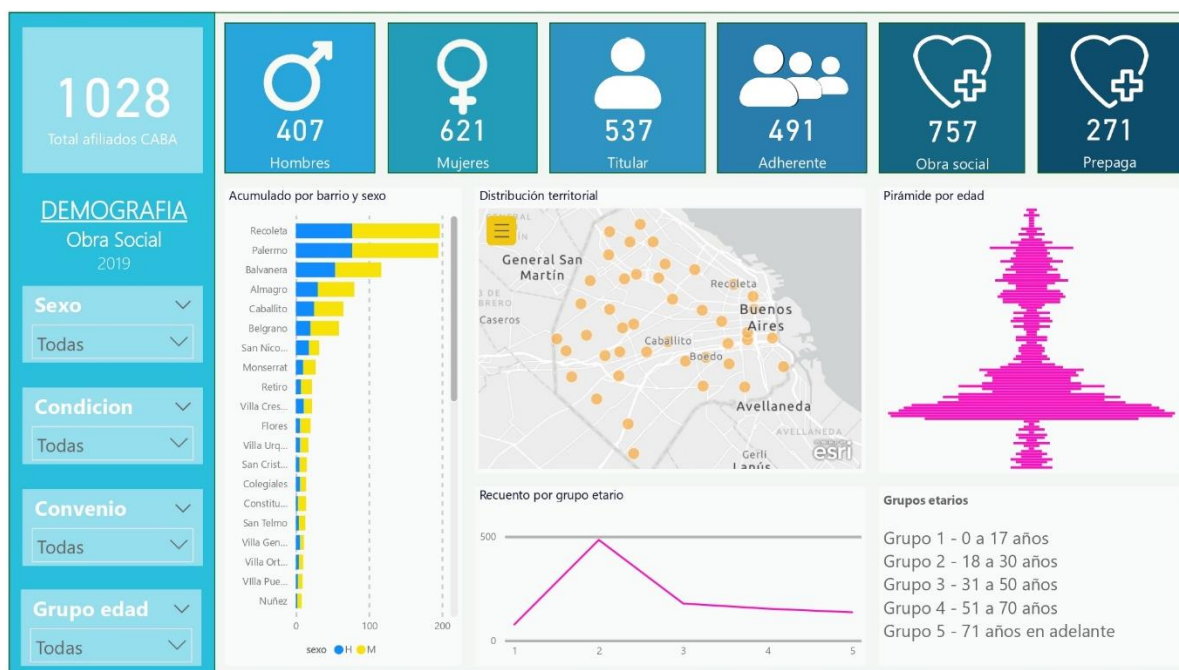 1028
Total afiliados CABA
DEMOGRAFIA
Obra Social
2019
Sexo
Todas
Condicion
Todas
Convenio
Todas
Grupo edad
Todas
407
Hombres
621
Mujeres
537
Titular
491
Adherente
757
Obra social
271
Prepaga
Acumulado por barrio y sexo
Recoleta
Palermo
Balvanera
Almagro
Caballito
Belgrano
San Nico...
Monserrat
Retiro
Villa Cres...
Flores
Villa Urq...
San Crist...
Colegiales
Constitu...
San Telmo
Villa Gen...
Villa Ort...
VIlla Pue...
Nuñez
0 100 200
sexo H M
Distribución territorial
General San
Martín
Caseros
Recoleta
Buenos
Aires
Caballito
Boedo
Avellaneda
AVELLANEDA
Gerli
Lanús
esri
Pirámide por edad
Recuento por grupo etario
500
0
1 2 3 4 5
Grupos etarios
Grupo 1 - 0 a 17 años
Grupo 2 - 18 a 30 años
Grupo 3 - 31 a 50 años
Grupo 4 - 51 a 70 años
Grupo 5 - 71 años en adelante